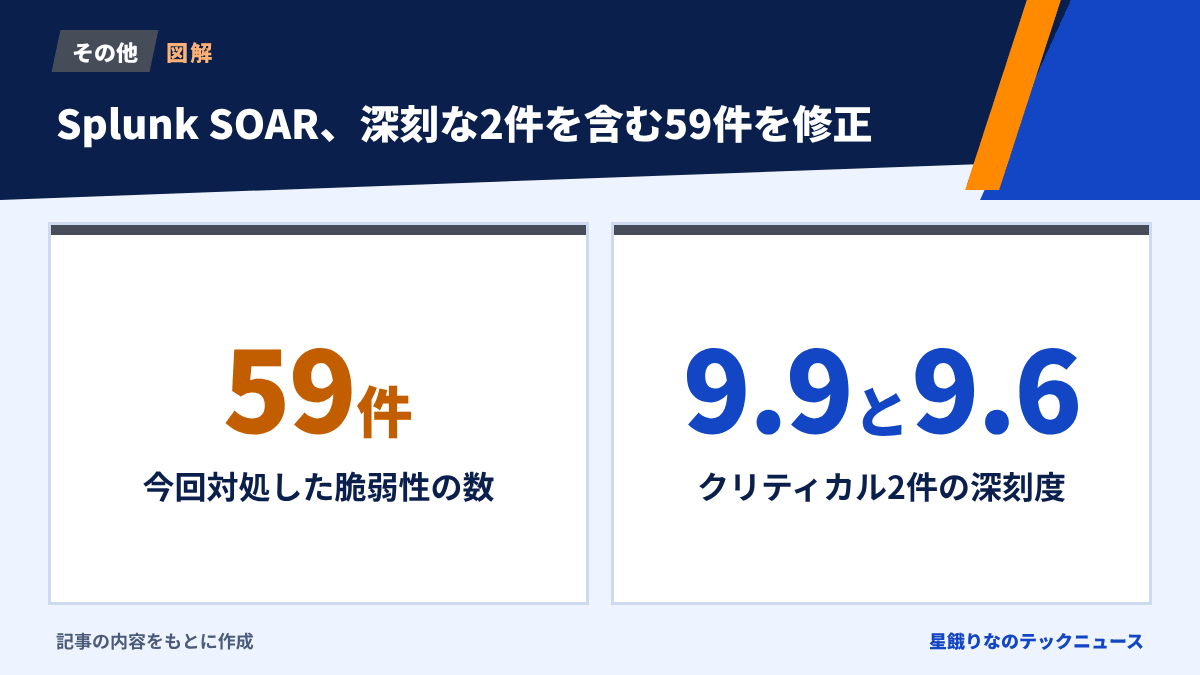 その他 図解
Splunk SOAR、深刻な2件を含む59件を修正
59件
今回対処した脆弱性の数
9.9と9.6
クリティカル2件の深刻度
記事の内容をもとに作成
星餓りなのテックニュース